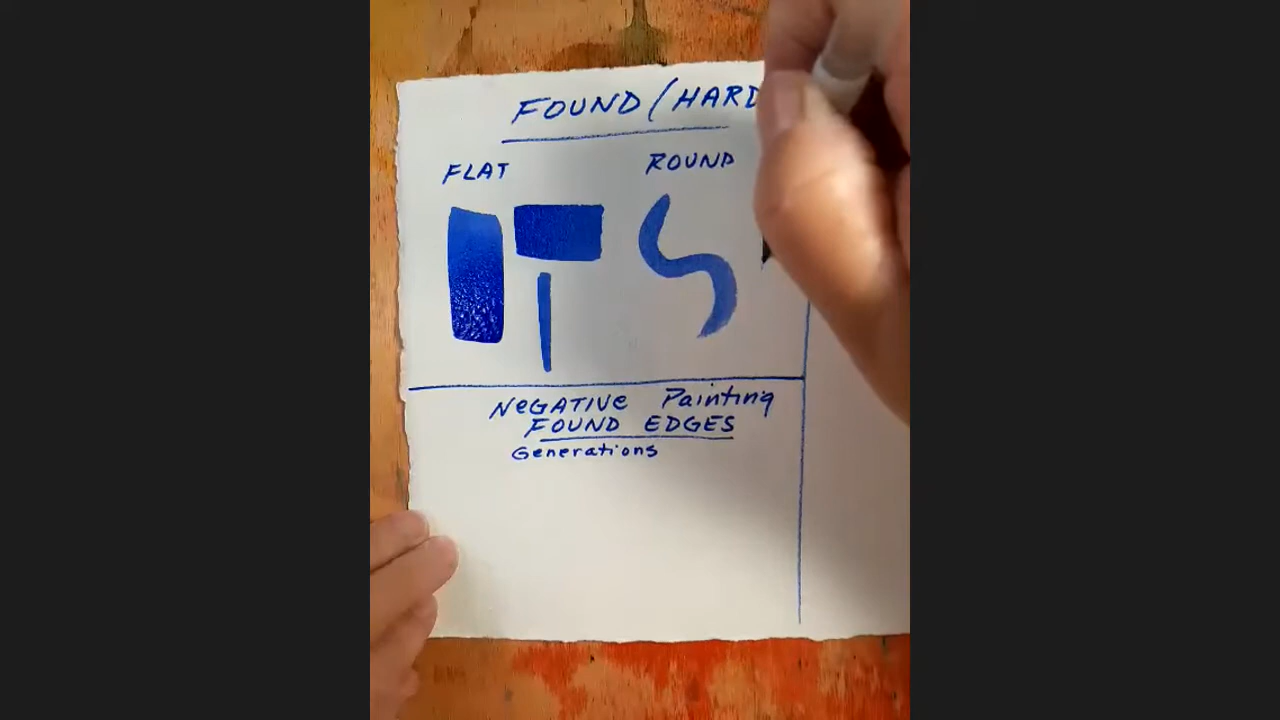 FOUND (HARD
FLAT
ROUND
NeGATIVe Painting
FOUND EDGES
Generations